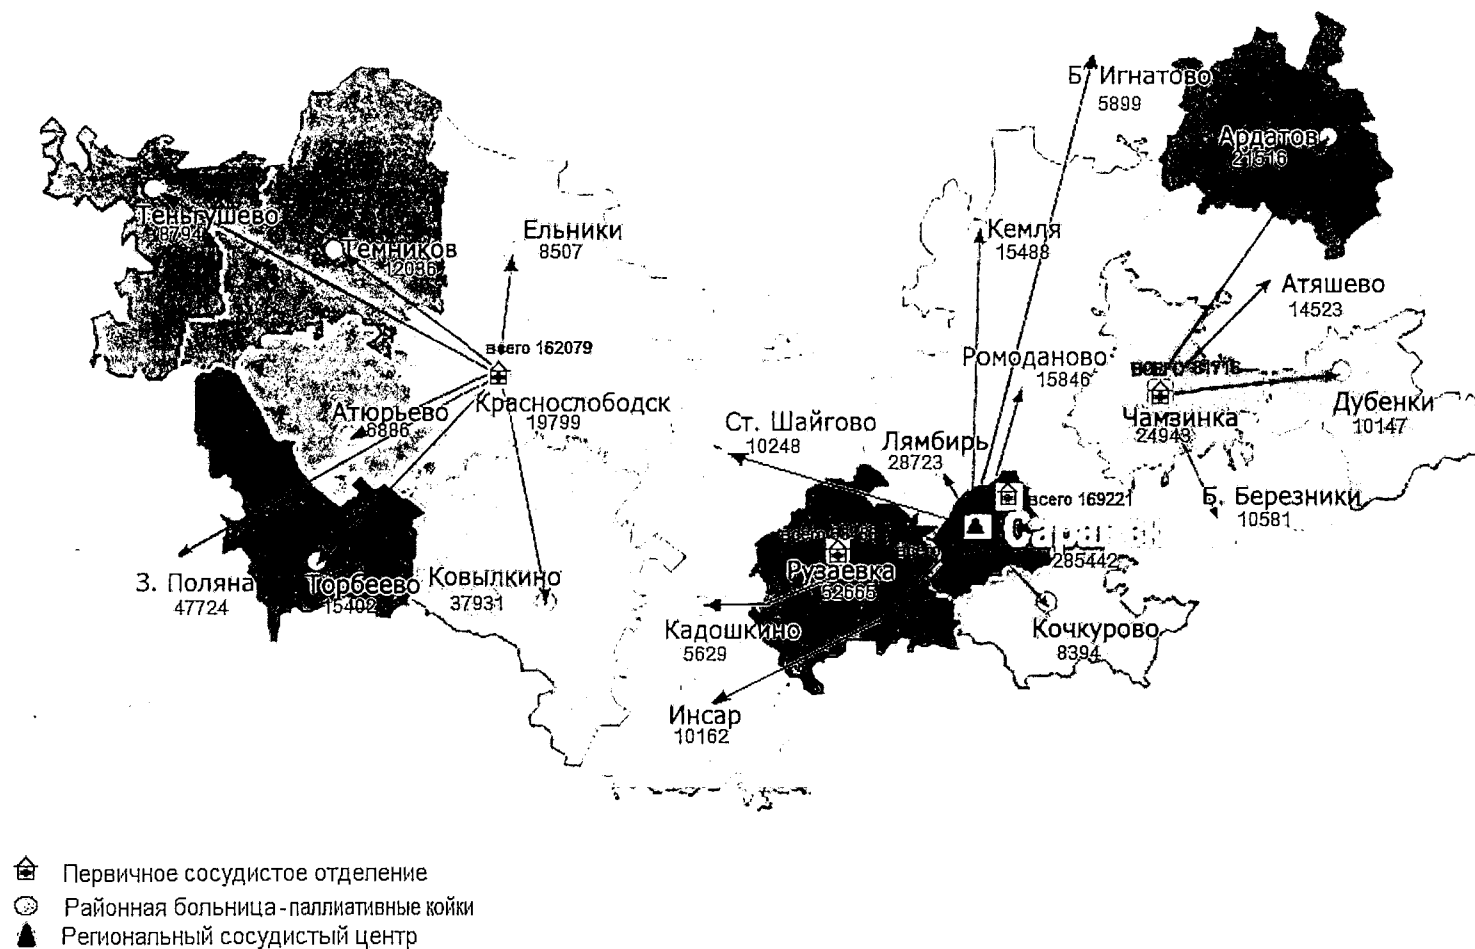 Б. Игнатово
5899
Ардатов
21516
Теньгушево
8794
Темников
Ельники
8507
Кемля
15488
Атяшево
14523
всего 162079
Ромоданово
15846
всего 81716
Атюрьево
6886
Краснослободск
19799
Чамзинка
24943
Дубенки
10147
Ст. Шайгово
10248
Лямбирь
28723
Б. Березники
10581
всего 169221
285442
З. Поляна
47724
Торбеево
15402
Ковылкино
37931
Рузаевка
52665
Кадошкино
5629
Кочкурово
8394
Инсар
10162
Первичное сосудистое отделение
Районная больница-паллиативные койки
Региональный сосудистый центр